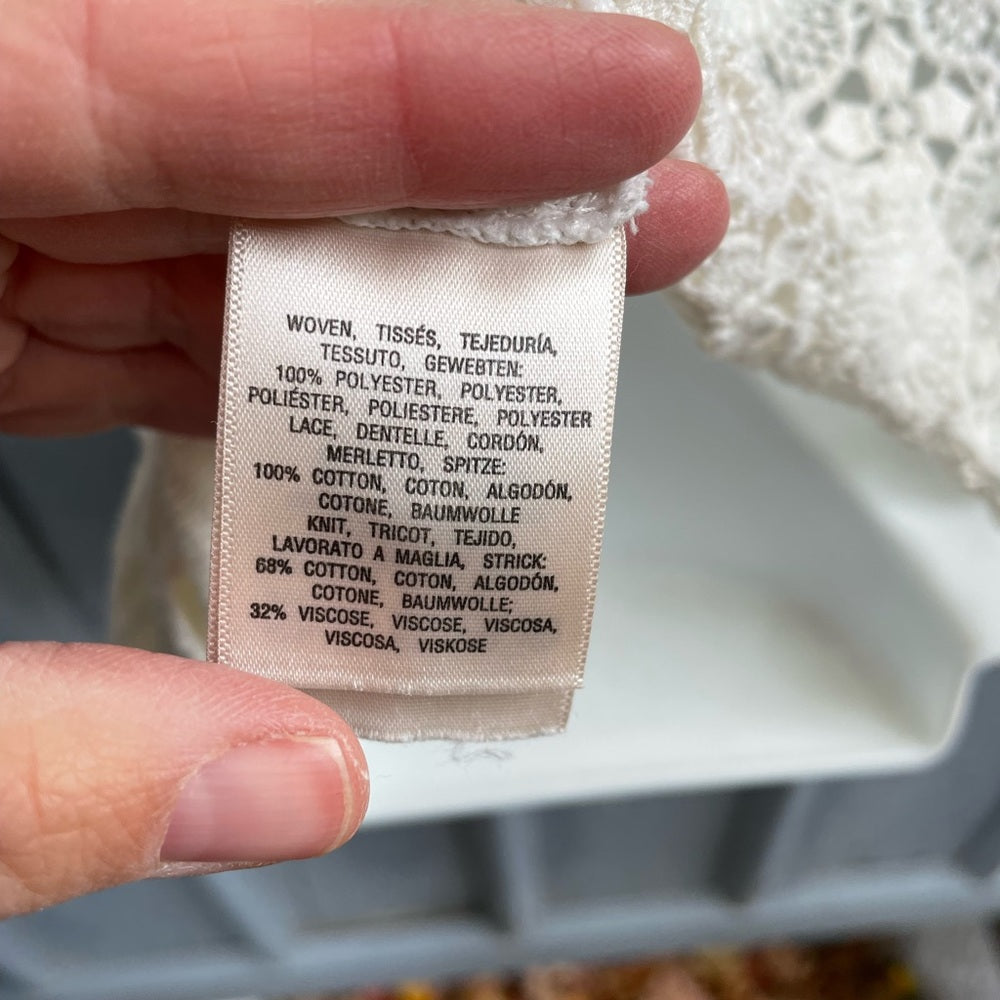 WOVEN, TISSÉS, TEJEDURÍA,
TESSUTO, GEWEBTEN:
100% POLYESTER, POLYESTER,
POLIÉSTER, POLIESTERE, POLYESTER
LACE, DENTELLE, CORDÓN,
MERLETTO, SPITZE:
100% COTTON, COTON, ALGODÓN,
COTONE, BAUMWOLLE
KNIT, TRICOT, TEJIDO,
LAVORATO A MAGLIA, STRICK:
68% COTTON, COTON, ALGODÓN,
COTONE, BAUMWOLLE;
32% VISCOSE, VISCOSE, VISCOSA,
VISCOSA, VISKOSE